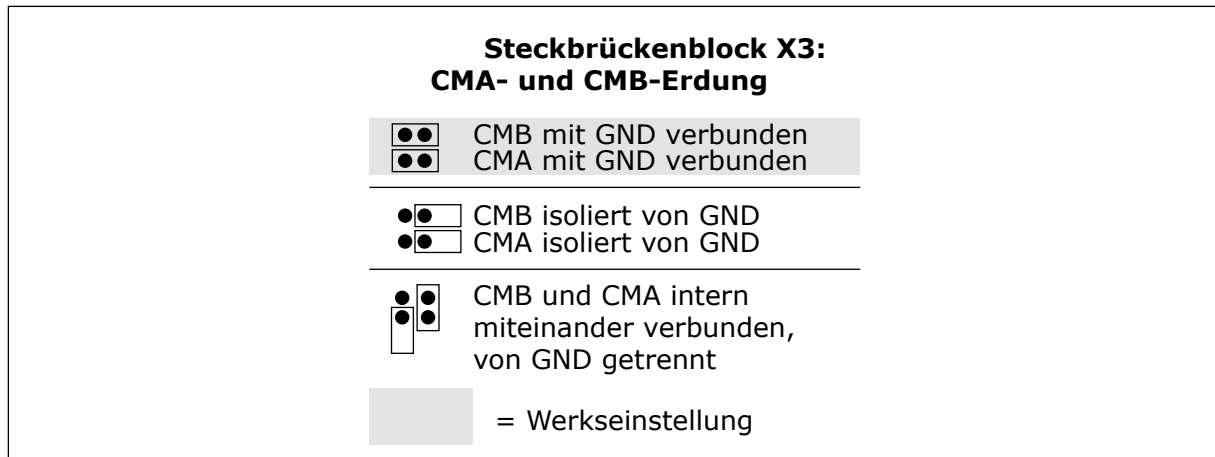 Steckbrückenblock X3:
CMA- und CMB-Erdung
CMB mit GND verbunden
CMA mit GND verbunden
CMB isoliert von GND
CMA isoliert von GND
CMB und CMA intern
miteinander verbunden,
von GND getrennt
= Werkseinstellung